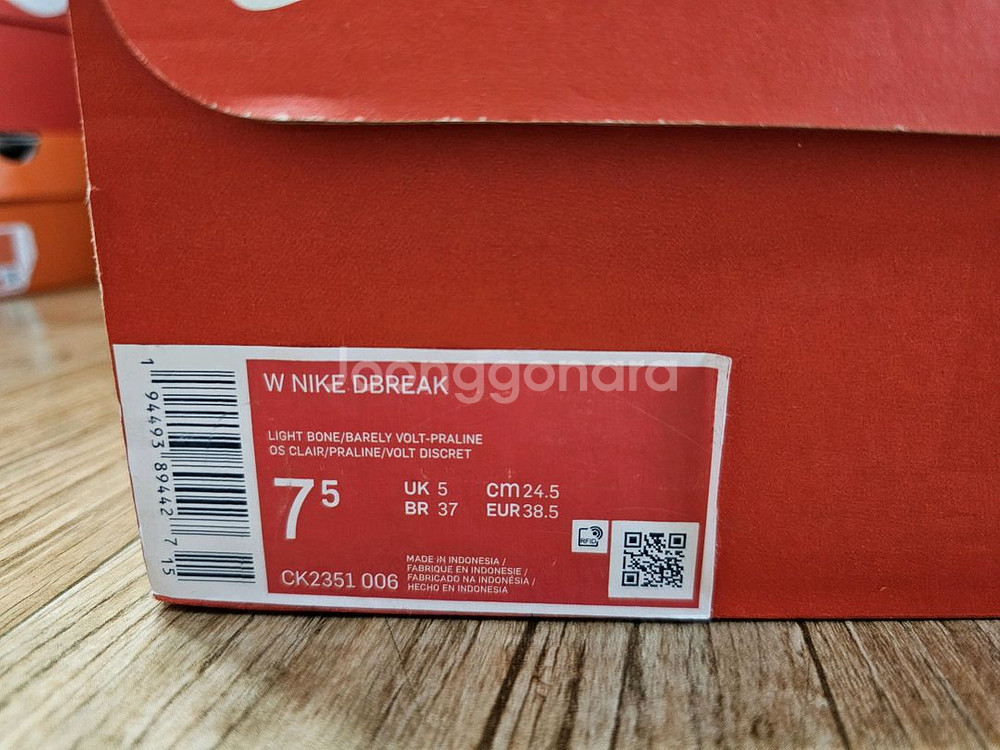 loonggonara
W NIKE DBREAK
LIGHT BONE/BARELY VOLT-PRALINE
OS CLAIR/PRALINE/VOLT DISCRET
7 5
UK 5 cm 24.5
BR 37 EUR 38.5
RFID
MADE IN INDONESIA /
FABRIQUE EN INDONESIE /
FABRICADO NA INDONÉSIA /
HECHO EN INDONESIA
CK2351 006
1 94493 89442 7 15